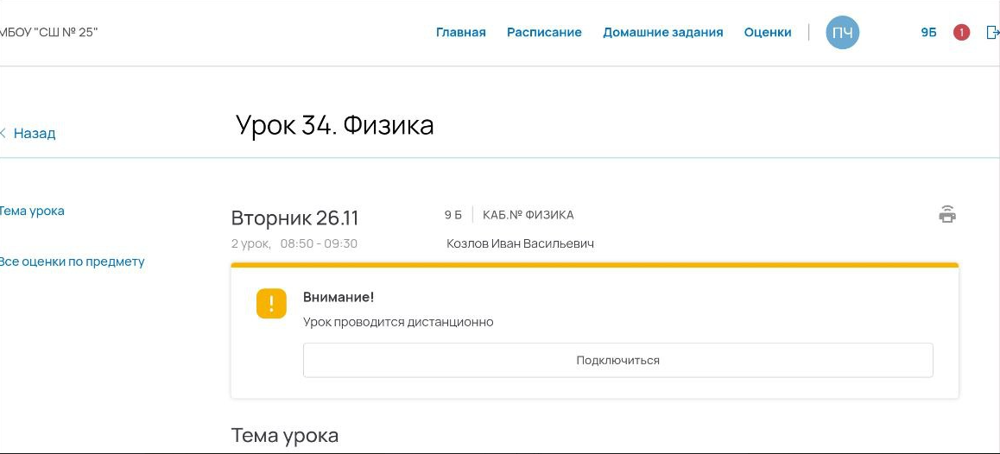 МБОУ "СШ № 25" Главная Расписание Домашние задания Оценки ПЧ 9Б 1
Назад
Урок 34. Физика
Тема урока
Все оценки по предмету
Вторник 26.11 9 Б КАБ.№ ФИЗИКА
2 урок, 08:50 - 09:30 Козлов Иван Васильевич
! Внимание!
Урок проводится дистанционно
Подключиться
Тема урока